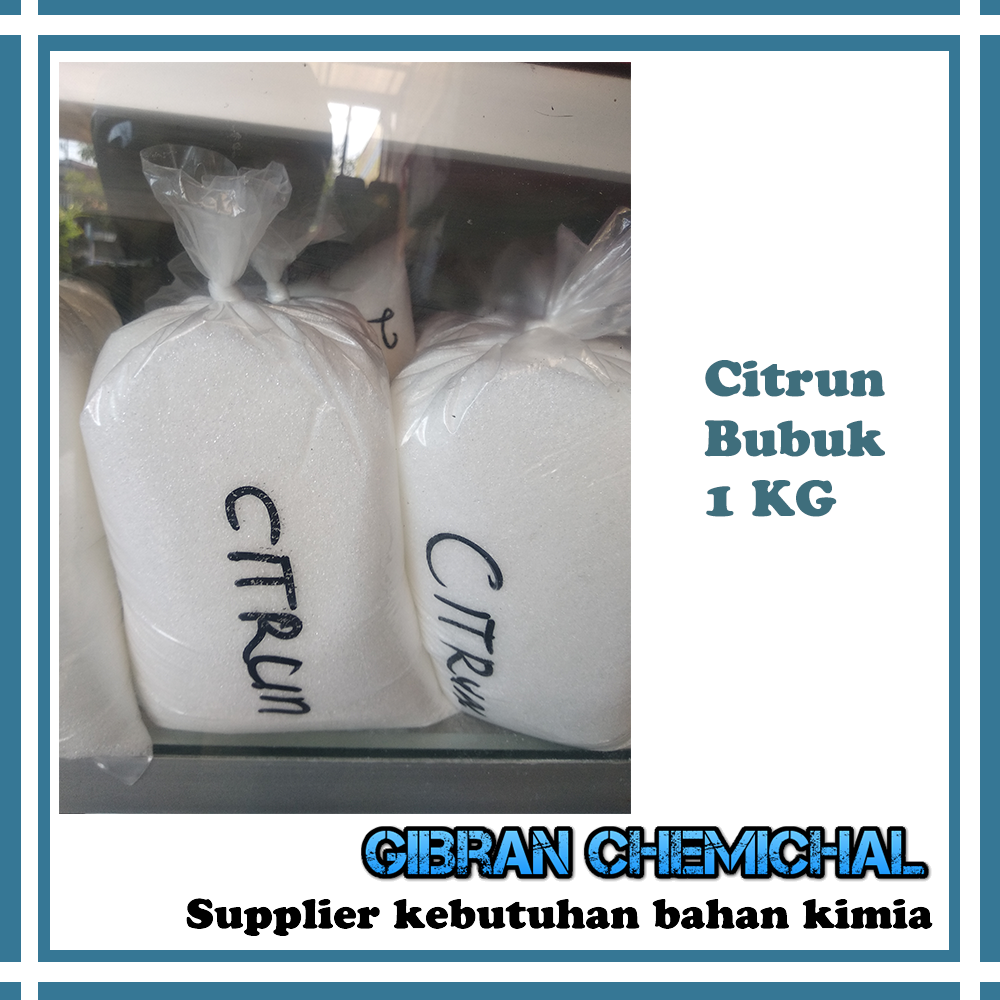 CITRUN
CITRUN
Citrun
Bubuk
1 KG
GIBRAN CHEMICHAL
Supplier kebutuhan bahan kimia